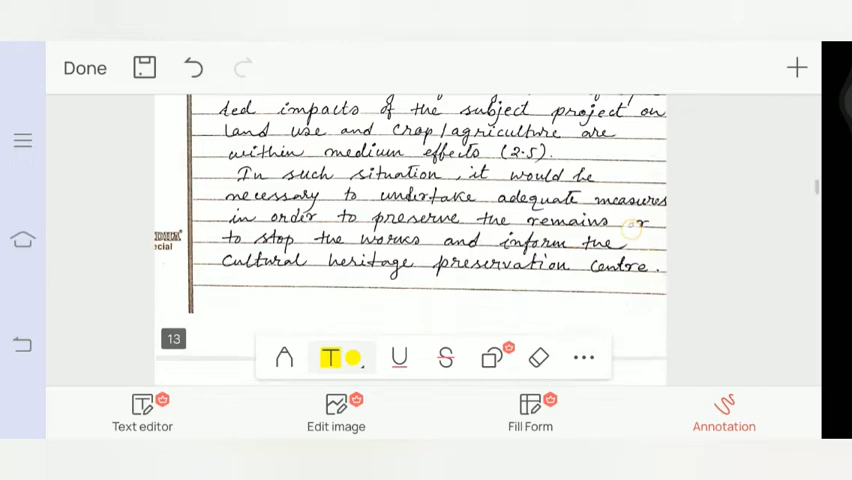 Done
ted impacts of the subject project on
land use and crop/agriculture are
within medium effects (2.5).
In such situation, it would be
necessary to undertake adequate measures
in order to preserve the remains or
to stop the works and inform the
cultural heritage preservation centre.
cial
13
T
U
S
Text editor
Edit image
Fill Form
Annotation